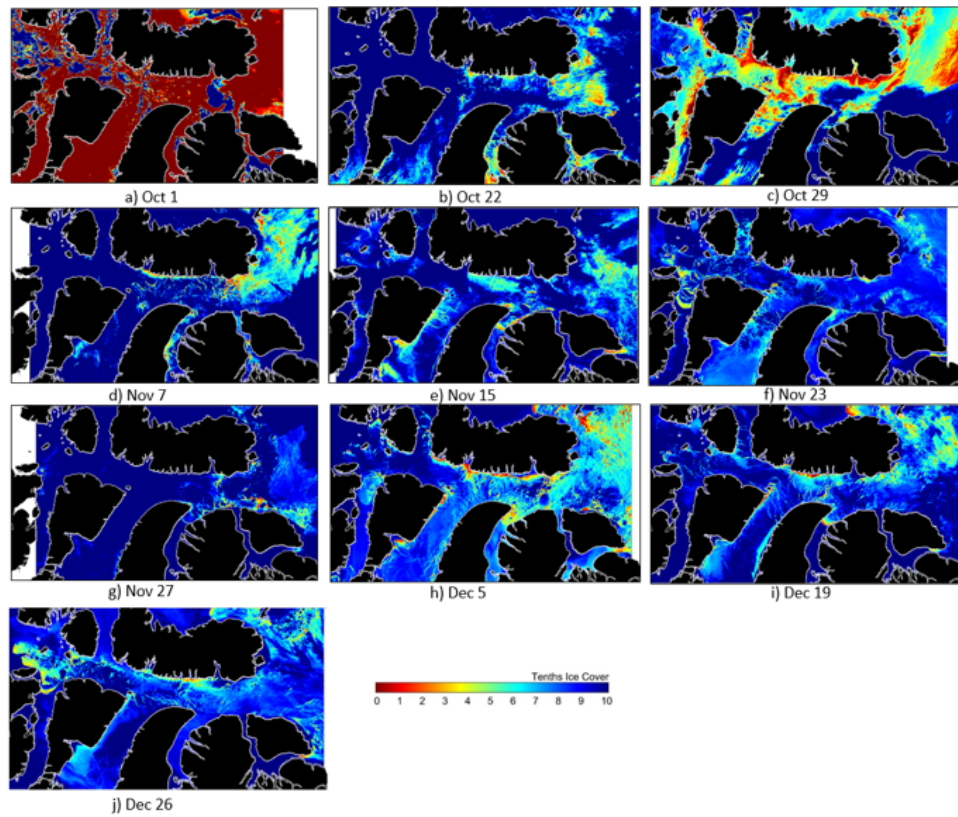 a) Oct 1
b) Oct 22
c) Oct 29
d) Nov 7
e) Nov 15
f) Nov 23
g) Nov 27
h) Dec 5
i) Dec 19
Tenths Ice Cover
0 1 2 3 4 5 6 7 8 9 10
j) Dec 26